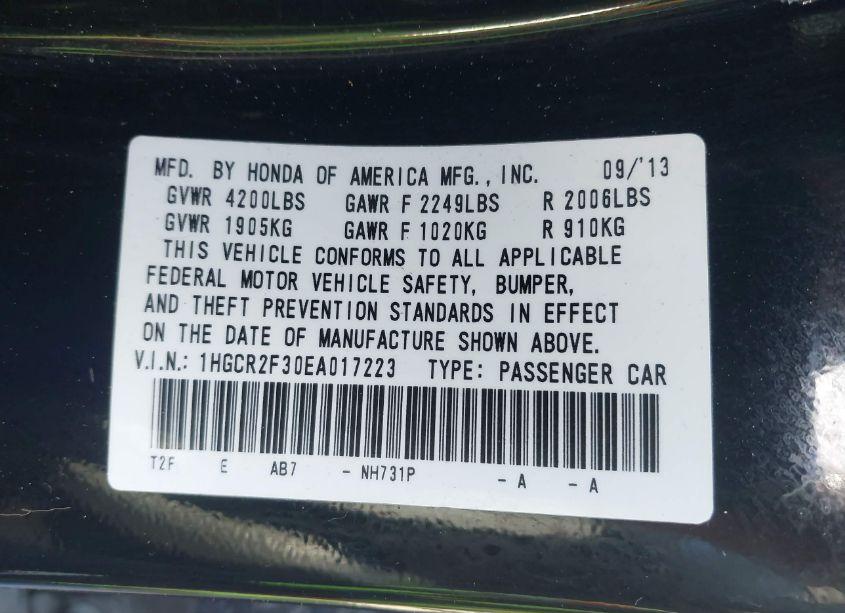 MFD. BY HONDA OF AMERICA MFG., INC. 09/'13
GVWR 4200LBS GAWR F 2249LBS R 2006LBS
GVWR 1905KG GAWR F 1020KG R 910KG
THIS VEHICLE CONFORMS TO ALL APPLICABLE
FEDERAL MOTOR VEHICLE SAFETY, BUMPER,
AND THEFT PREVENTION STANDARDS IN EFFECT
ON THE DATE OF MANUFACTURE SHOWN ABOVE.
V.I.N.: 1HGCR2F30EA017223 TYPE: PASSENGER CAR
T2F E AB7 - NH731P - A - A